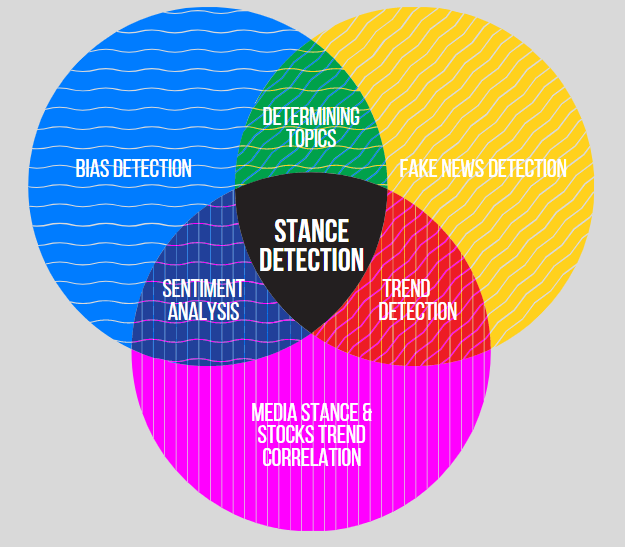 DETERMINING
TOPICS
BIAS DETECTION
FAKE NEWS DETECTION
STANCE
DETECTION
SENTIMENT
ANALYSIS
TREND
DETECTION
MEDIA STANCE &
STOCKS TREND
CORRELATION